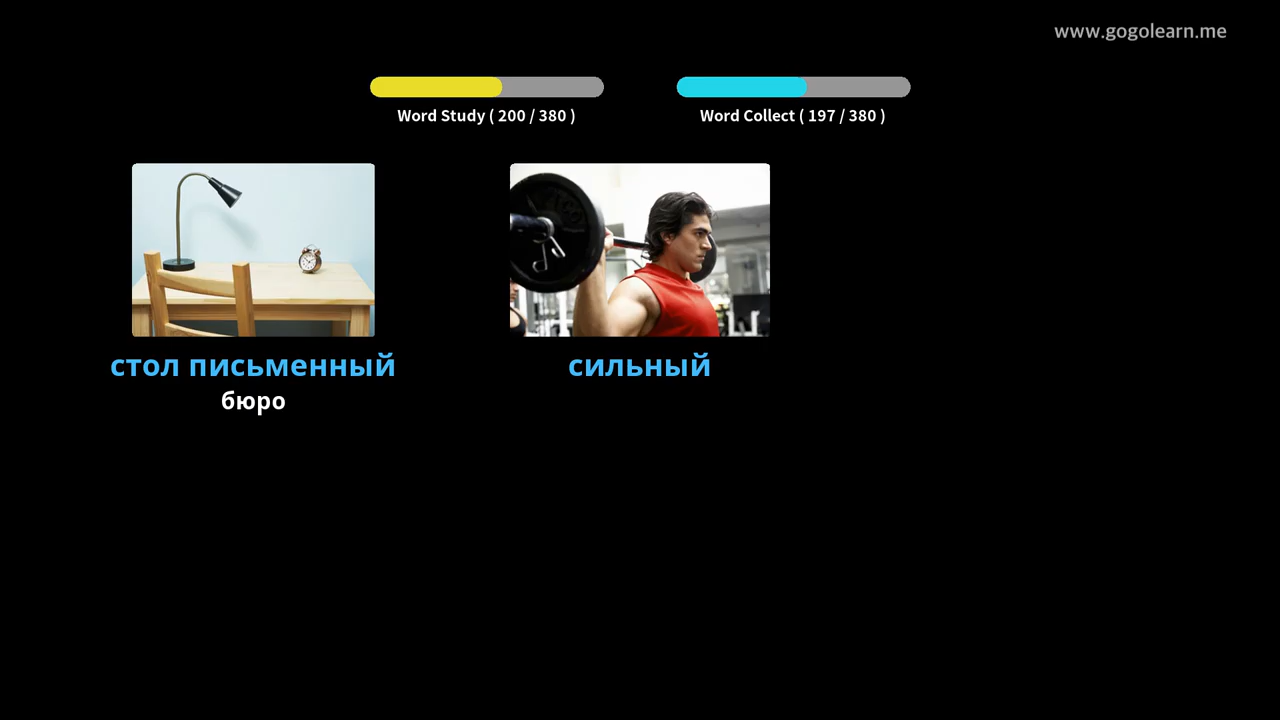 www.gogolearn.me
Word Study ( 200 / 380 )
Word Collect ( 197 / 380 )
стол письменный
бюро
сильный